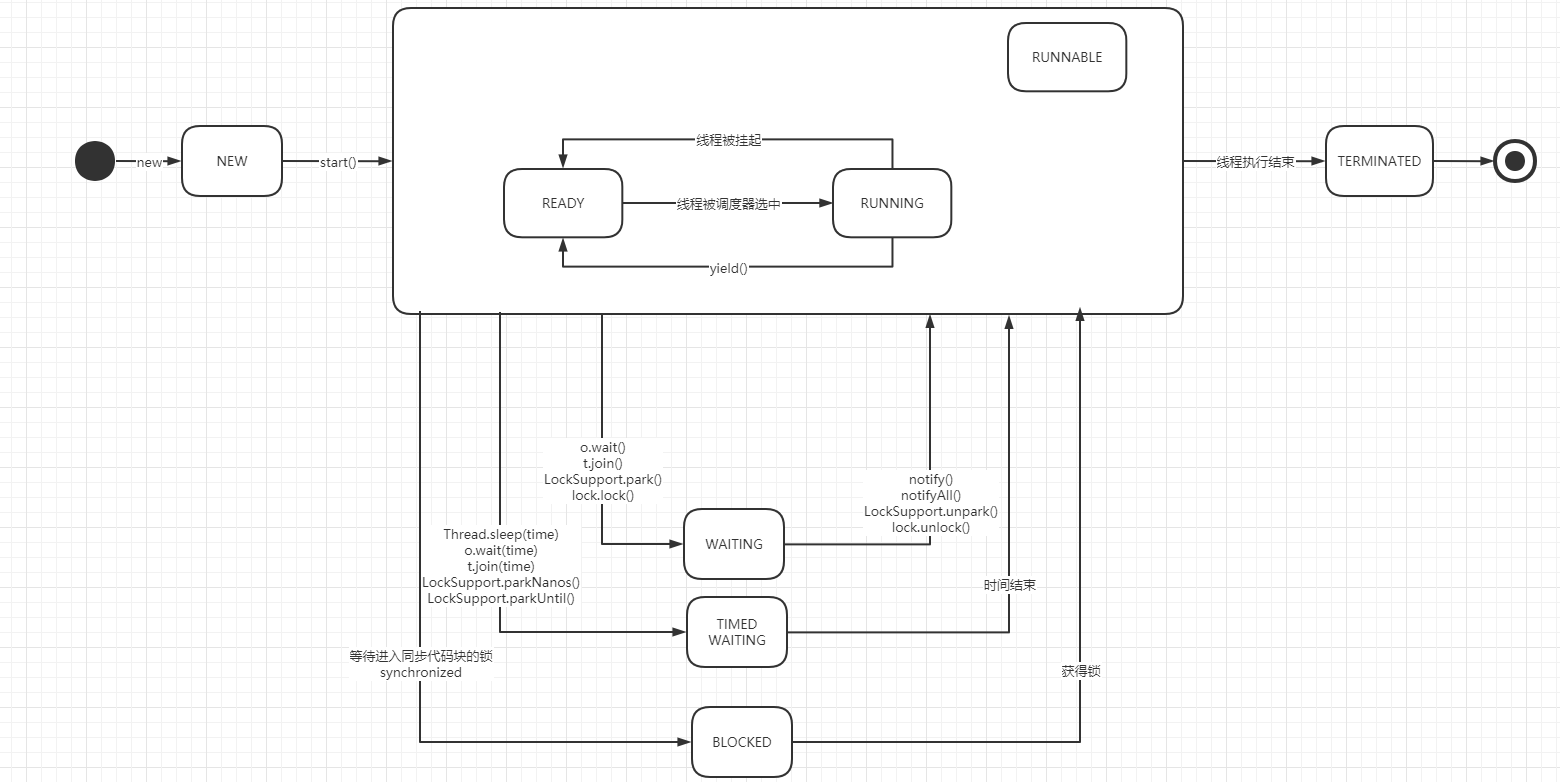 RUNNABLE
线程被挂起
new
NEW
start()
READY
线程被调度器选中
RUNNING
yield()
线程执行结束
TERMINATED
o.wait()
t.join()
LockSupport.park()
lock.lock()
notify()
notifyAll()
LockSupport.unpark()
lock.unlock()
WAITING
Thread.sleep(time)
o.wait(time)
t.join(time)
LockSupport.parkNanos()
LockSupport.parkUntil()
时间结束
TIMED
WAITING
等待进入同步代码块的锁
synchronized
获得锁
BLOCKED